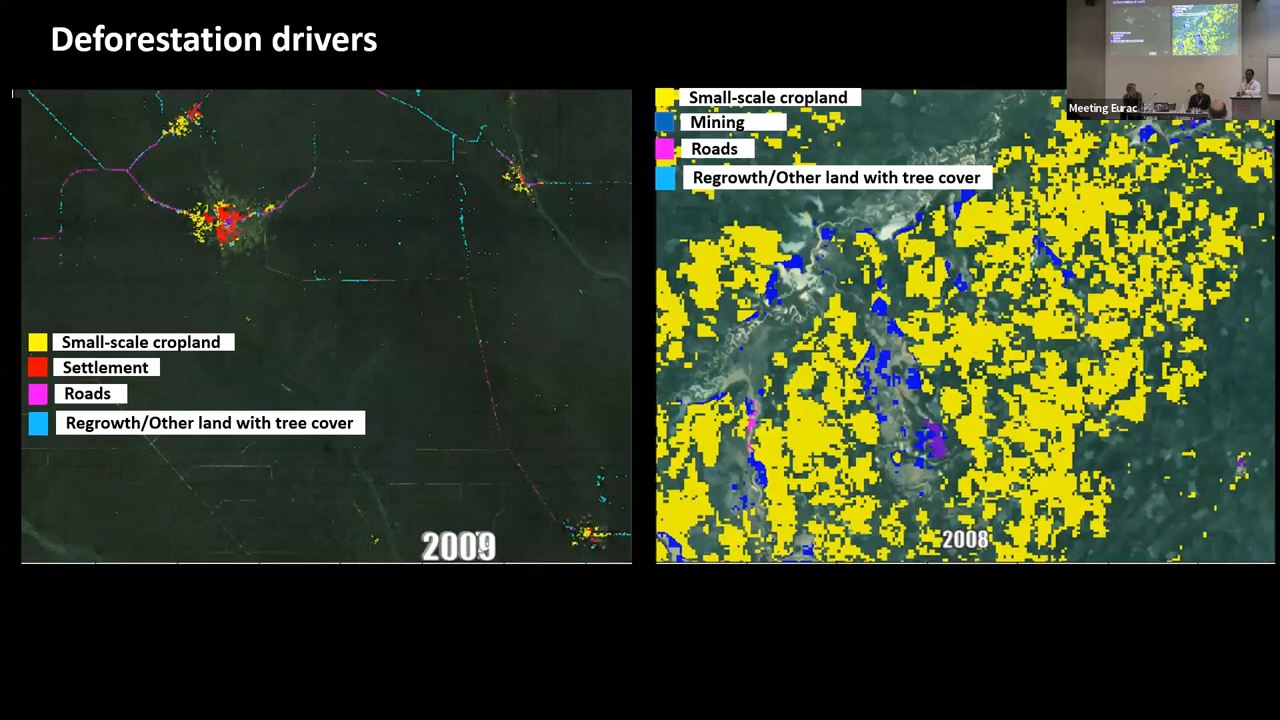 Deforestation drivers
Small-scale cropland
Settlement
Roads
Regrowth/Other land with tree cover
2009
Small-scale cropland
Mining
Roads
Regrowth/Other land with tree cover
2008
Meeting Eurac